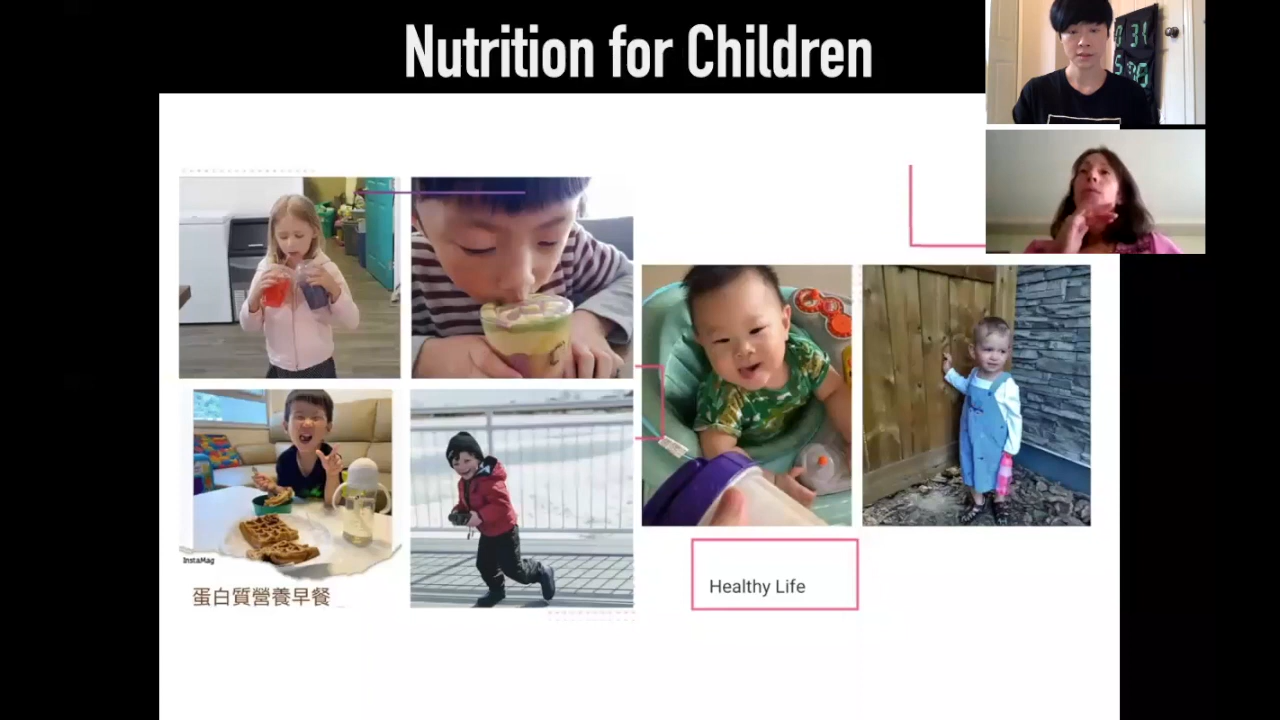 Nutrition for Children
InstaMag
蛋白質營養早餐
Healthy Life